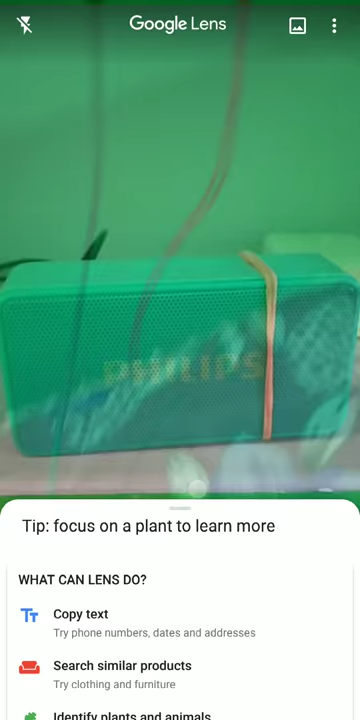 Google Lens
PHILIPS
Tip: focus on a plant to learn more
WHAT CAN LENS DO?
Copy text
Try phone numbers, dates and addresses
Search similar products
Try clothing and furniture
Identify plants and animals